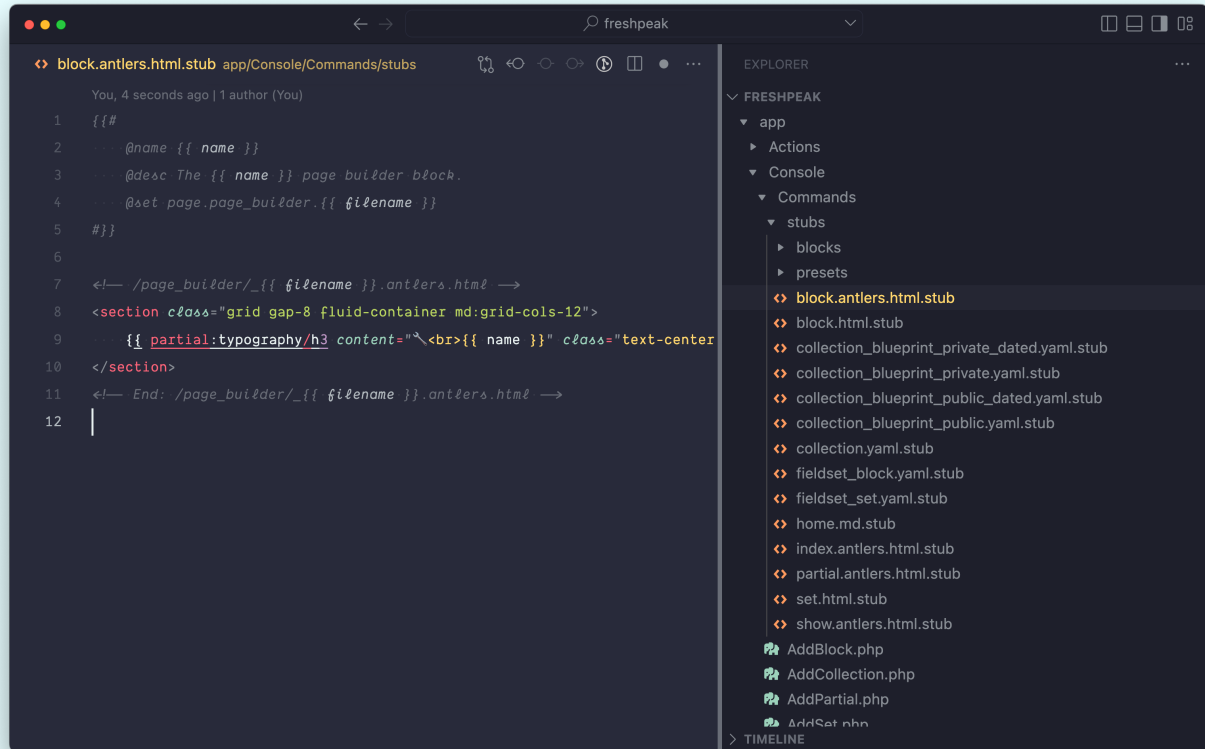 freshpeak
block.antlers.html.stub app/Console/Commands/stubs
You, 4 seconds ago | 1 author (You)
1 {{#
2 @name {{ name }}
3 @desc The {{ name }} page builder block.
4 @set page.page_builder.{{ filename }}
5 #}}
6
7 <!-- /page_builder/_{{ filename }}.antlers.html -->
8 <section class="grid gap-8 fluid-container md:grid-cols-12">
9 {{ partial:typography/h3 content="🔧<br>{{ name }}" class="text-center
10 </section>
11 <!-- End: /page_builder/_{{ filename }}.antlers.html -->
12
EXPLORER
FRESHPEAK
app
Actions
Console
Commands
stubs
blocks
presets
block.antlers.html.stub
block.html.stub
collection_blueprint_private_dated.yaml.stub
collection_blueprint_private.yaml.stub
collection_blueprint_public_dated.yaml.stub
collection_blueprint_public.yaml.stub
collection.yaml.stub
fieldset_block.yaml.stub
fieldset_set.yaml.stub
home.md.stub
index.antlers.html.stub
partial.antlers.html.stub
set.html.stub
show.antlers.html.stub
AddBlock.php
AddCollection.php
AddPartial.php
AddSet.php
TIMELINE